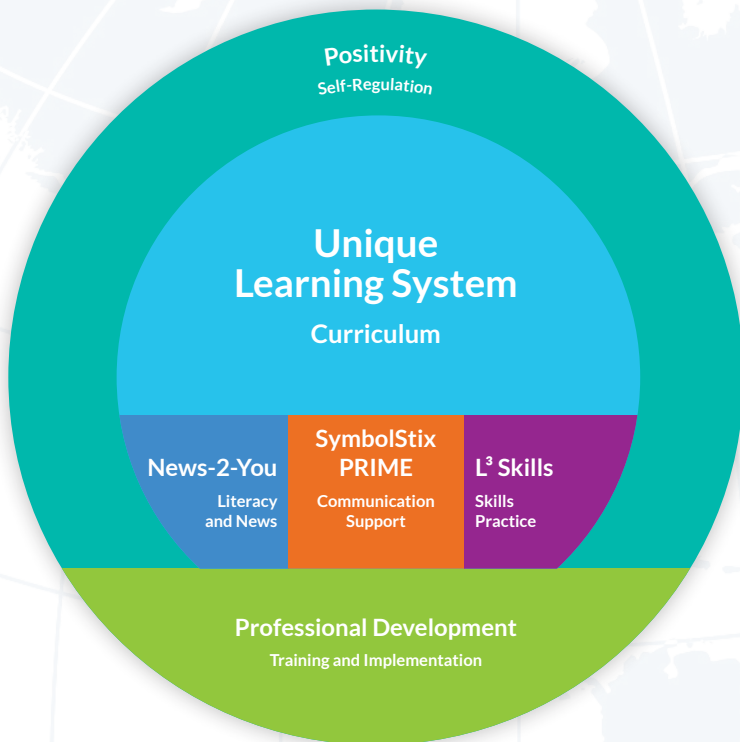 Positivity
Self-Regulation
Unique
Learning System
Curriculum
News-2-You
Literacy
and News
SymbolStix
PRIME
Communication
Support
L³ Skills
Skills
Practice
Professional Development
Training and Implementation